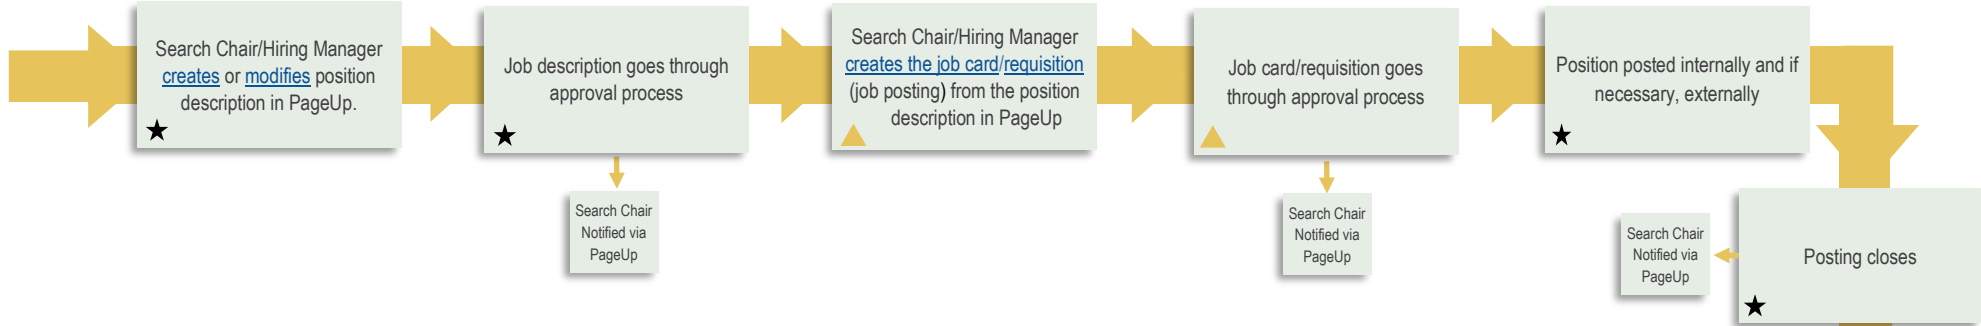 Search Chair/Hiring Manager
creates or modifies position
description in PageUp.
Job description goes through
approval process
Search Chair
Notified via
PageUp
Search Chair/Hiring Manager
creates the job card/requisition
(job posting) from the position
description in PageUp
Job card/requisition goes
through approval process
Search Chair
Notified via
PageUp
Position posted internally and if
necessary, externally
Posting closes
Search Chair
Notified via
PageUp